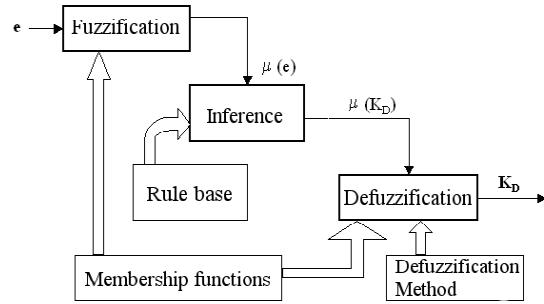 e
Fuzzification
μ (e)
Inference
μ (K_D)
Rule base
Defuzzification
K_D
Membership functions
Defuzzification
Method